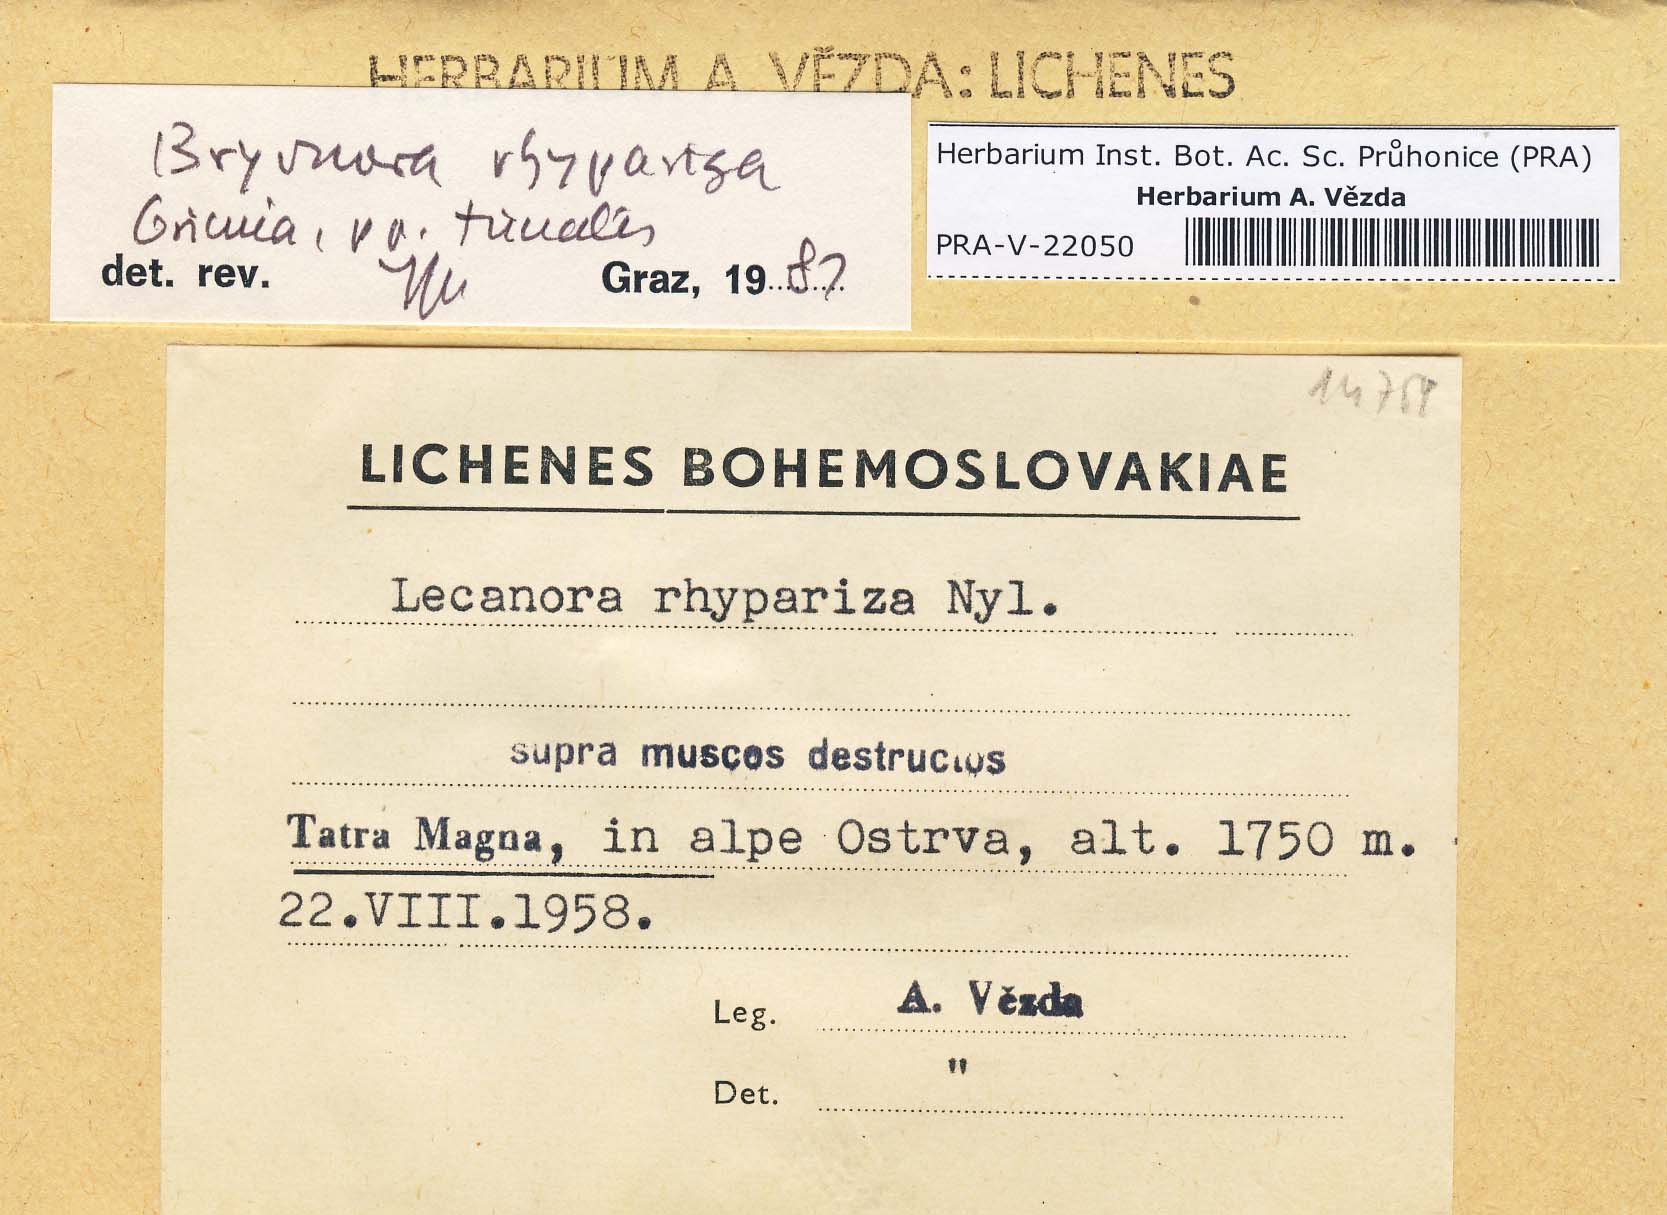 HERBARIUM A. VĚZDA: LICHENES
Bryonora rhypariza
det. rev.
Graz, 19 82
Herbarium Inst. Bot. Ac. Sc. Průhonice (PRA)
Herbarium A. Vězda
PRA-V-22050
LICHENES BOHEMOSLOVAKIAE
Lecanora rhypariza Nyl.
supra muscos destructos
Tatra Magna, in alpe Ostrva, alt. 1750 m.
22.VIII.1958.
Leg. A. Vězda
Det. "